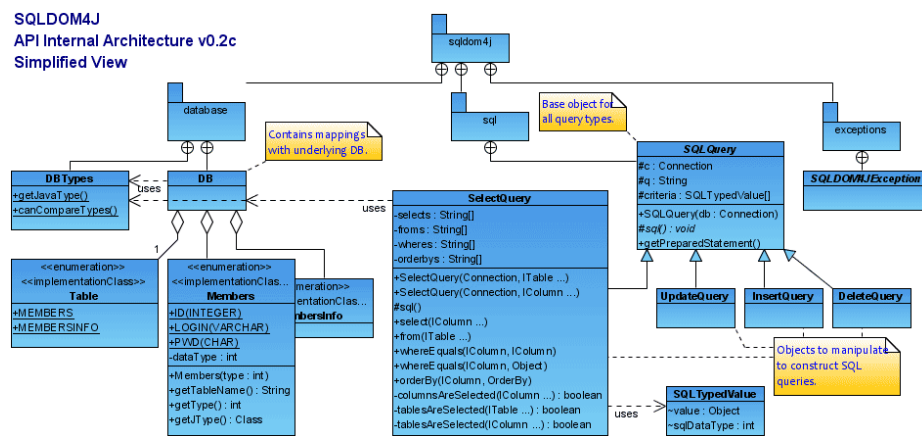 SQLDOM4J
API Internal Architecture v0.2c
Simplified View
sqldom4j
database
sql
exceptions
Base object for
all query types.
Contains mappings
with underlying DB.
DBTypes
+getJavaType()
+canCompareTypes()
uses
DB
SQLQuery
#c : Connection
#q : String
#criteria : SQLTypedValue[]
+SQLQuery(db : Connection)
#sql() : void
+getPreparedStatement()
SQLDOM4JException
uses
SelectQuery
-selects : String[]
-froms : String[]
-wheres : String[]
-orderbys : String[]
+SelectQuery(Connection, ITable ...)
+SelectQuery(Connection, IColumn ...)
#sql()
+select(IColumn ...)
+from(ITable ...)
+whereEquals(IColumn, IColumn)
+whereEquals(IColumn, Object)
+orderBy(IColumn, OrderBy)
-columnsAreSelected(IColumn ...) : boolean
-tablesAreSelected(ITable ...) : boolean
-tablesAreSelected(IColumn ...) : boolean
1
<<enumeration>>
<<implementationClass>>
Table
+MEMBERS
+MEMBERSINFO
<<enumeration>>
<<implementationClas...
Members
+ID(INTEGER)
+LOGIN(VARCHAR)
+PWD(CHAR)
-dataType : int
+Members(type : int)
+getTableName() : String
+getType() : int
+getJType() : Class
meration>>
entationClas...
mbersInfo
UpdateQuery
InsertQuery
DeleteQuery
Objects to manipulate
to construct SQL
queries.
uses
SQLTypedValue
~value : Object
~sqlDataType : int